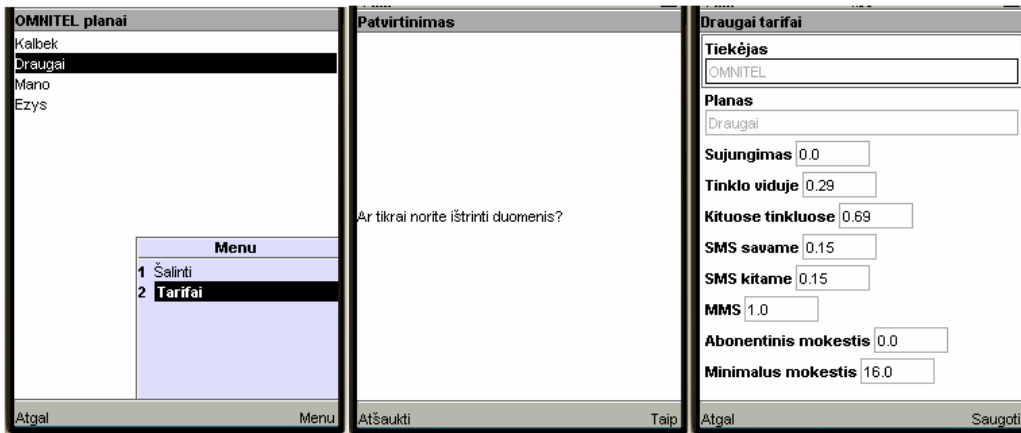 OMNITEL planai
Kalbek
Draugai
Mano
Ezys
Menu
1 Šalinti
2 Tarifai
Atgal Menu
Patvirtinimas
Ar tikrai norite ištrinti duomenis?
Atšaukti Taip
Draugai tarifai
Tiekėjas
OMNITEL
Planas
Draugai
Sujungimas 0.0
Tinklo viduje 0.29
Kituose tinkluose 0.69
SMS savame 0.15
SMS kitame 0.15
MMS 1.0
Abonentinis mokestis 0.0
Minimalus mokestis 16.0
Atgal Saugoti